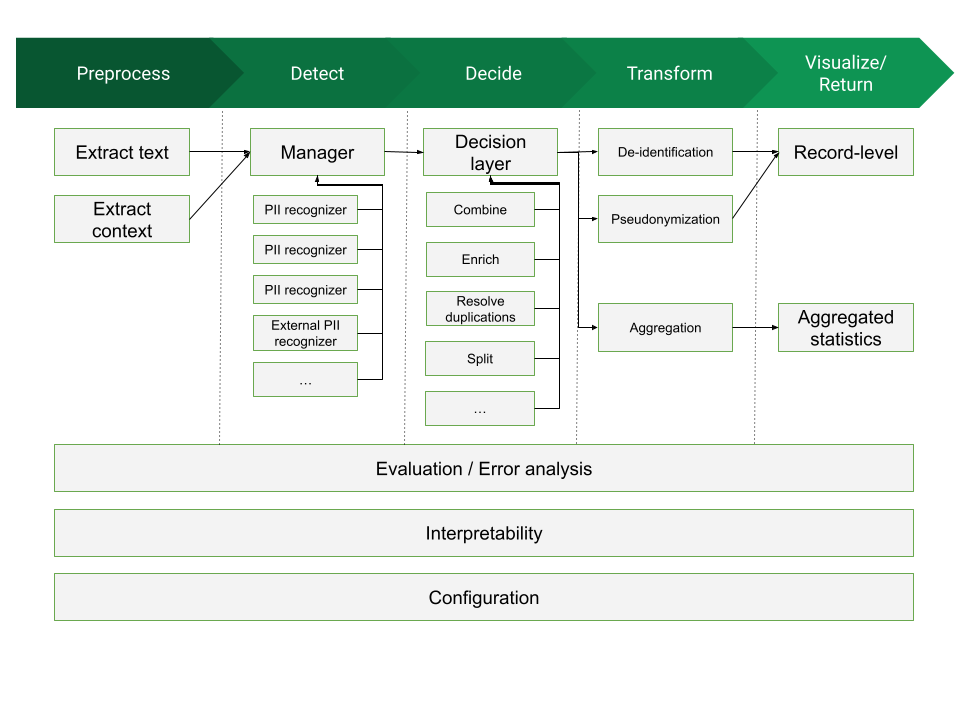 Preprocess
Detect
Decide
Transform
Visualize/
Return
Extract text
Manager
Decision
layer
De-identification
Record-level
Extract
context
PII recognizer
Combine
Pseudonymization
PII recognizer
Enrich
PII recognizer
Resolve
duplications
External PII
recognizer
Aggregation
Aggregated
statistics
Split
…
…
Evaluation / Error analysis
Interpretability
Configuration